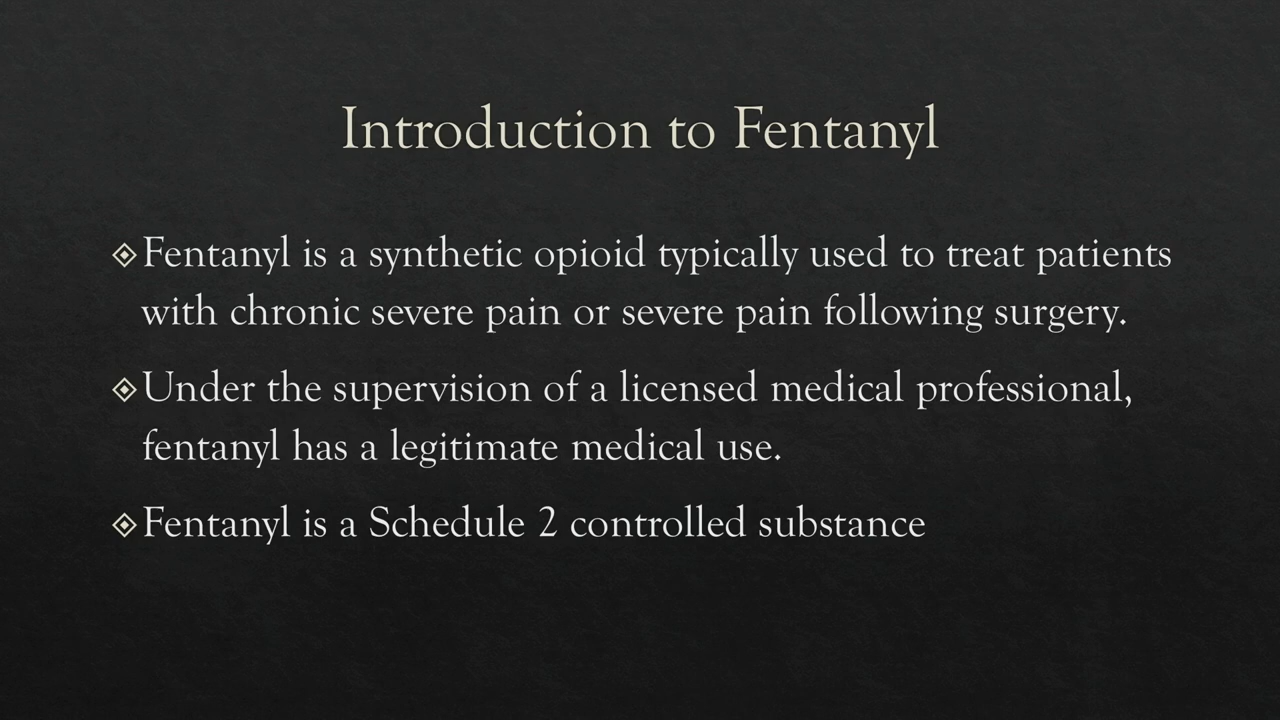 Introduction to Fentanyl
Fentanyl is a synthetic opioid typically used to treat patients
with chronic severe pain or severe pain following surgery.
Under the supervision of a licensed medical professional,
fentanyl has a legitimate medical use.
Fentanyl is a Schedule 2 controlled substance